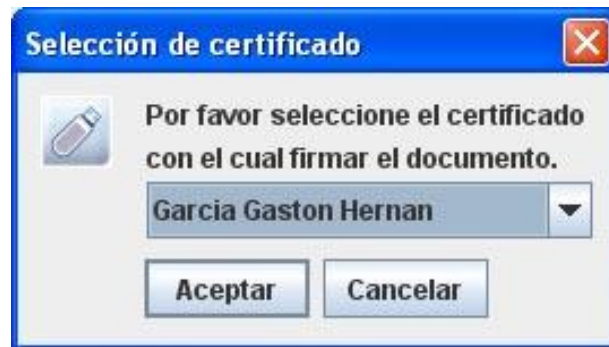 Selección de certificado
Por favor seleccione el certificado
con el cual firmar el documento.
Garcia Gaston Hernan
Aceptar Cancelar